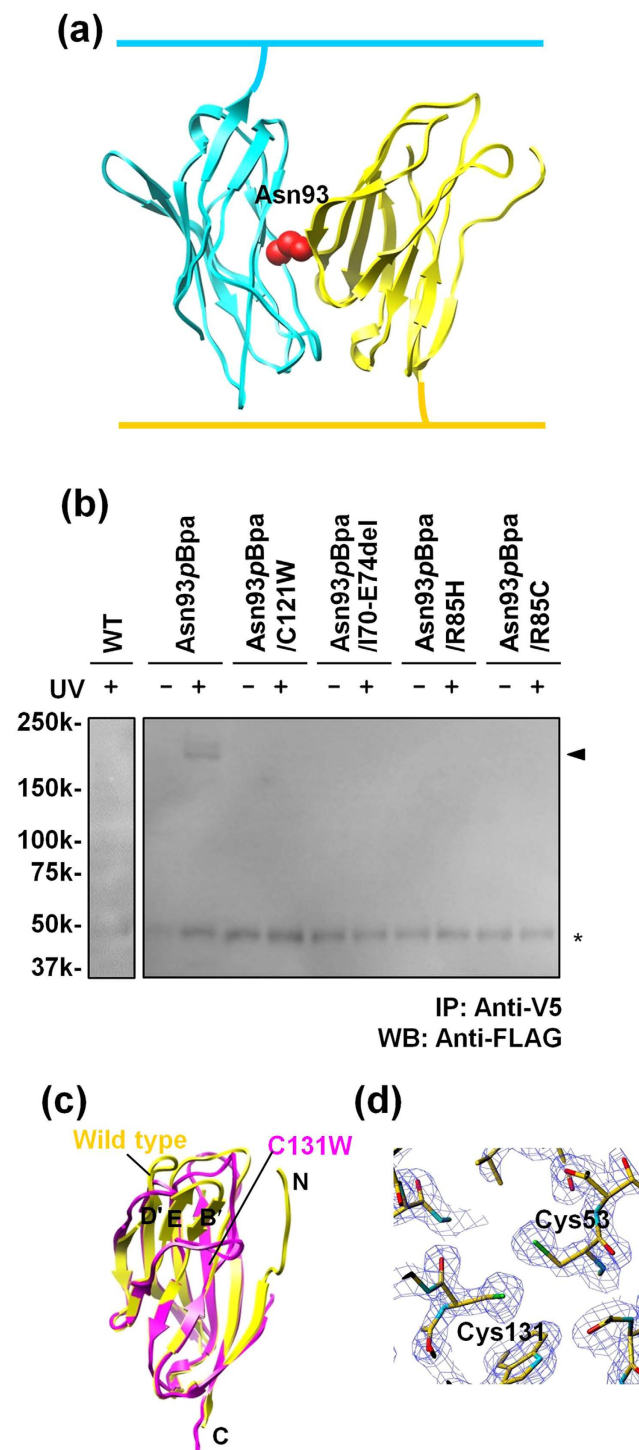 (a)
Asn93
(b)
WT
Asn93pBpa
Asn93pBpa
/C121W
Asn93pBpa
/I70-E74del
Asn93pBpa
/R85H
Asn93pBpa
/R85C
UV + − + − + − + − + − +
250k-
150k-
100k-
75k-
50k-
*
37k-
IP: Anti-V5
WB: Anti-FLAG
(c) (d)
Wild type C131W
N
D' E B'
C
Cys53
Cys131